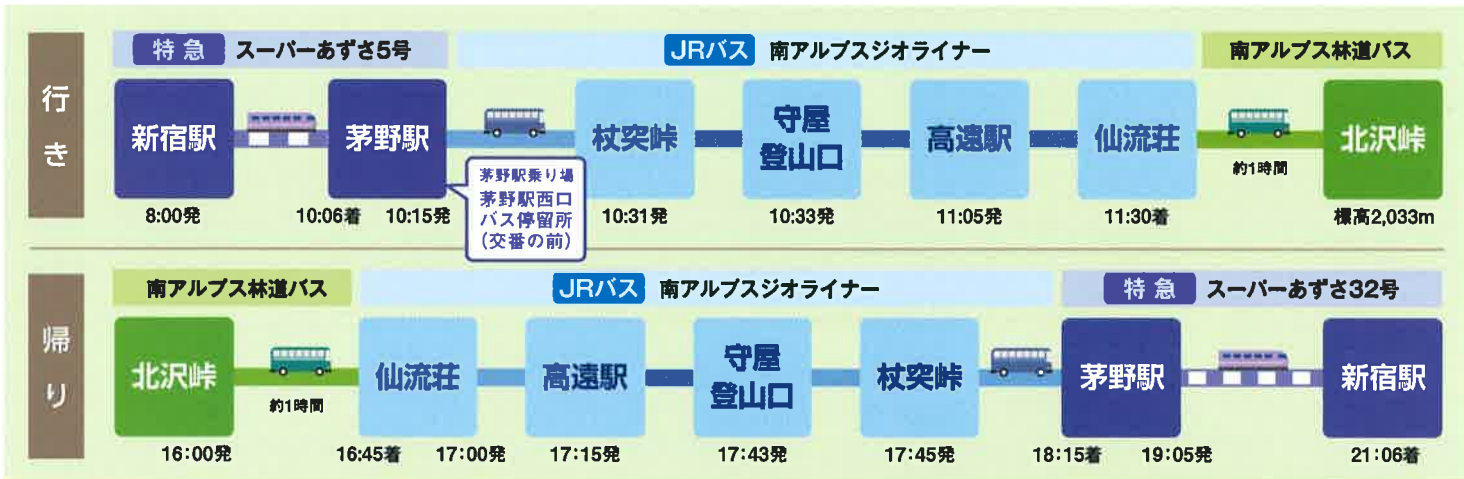 行き
特急 スーパーあずさ5号
JRバス 南アルプスジオライナー
南アルプス林道バス
新宿駅
茅野駅
杖突峠
守屋
登山口
高遠駅
仙流荘
約1時間
北沢峠
茅野駅乗り場
茅野駅西口
バス停留所
(交番の前)
8:00発
10:06着
10:15発
10:31発
10:33発
11:05発
11:30着
標高2,033m
帰り
南アルプス林道バス
JRバス 南アルプスジオライナー
特急 スーパーあずさ32号
北沢峠
約1時間
仙流荘
高遠駅
守屋
登山口
杖突峠
茅野駅
新宿駅
16:00発
16:45着
17:00発
17:15発
17:43発
17:45発
18:15着
19:05発
21:06着